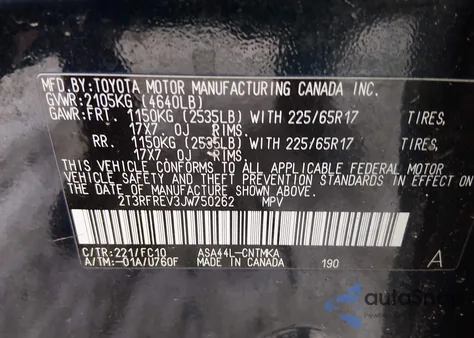 MFD.BY:TOYOTA MOTOR MANUFACTURING CANADA INC.
GVWR:2105KG (4640LB)
GAWR:FRT. 1150KG (2535LB) WITH 225/65R17 TIRES,
17X7.0J RIMS.
RR. 1150KG (2535LB) WITH 225/65R17 TIRES,
17X7.0J RIMS.
THIS VEHICLE CONFORMS TO ALL APPLICABLE FEDERAL MOTOR
VEHICLE SAFETY AND THEFT PREVENTION STANDARDS IN EFFECT ON
THE DATE OF MANUFACTURE SHOWN ABOVE.
2T3RFREV3JW750262 MPV
C/TR:221/FC10 ASA44L-CNTMKA
A/TM:-01A/U760F MADE IN CANADA 190 A